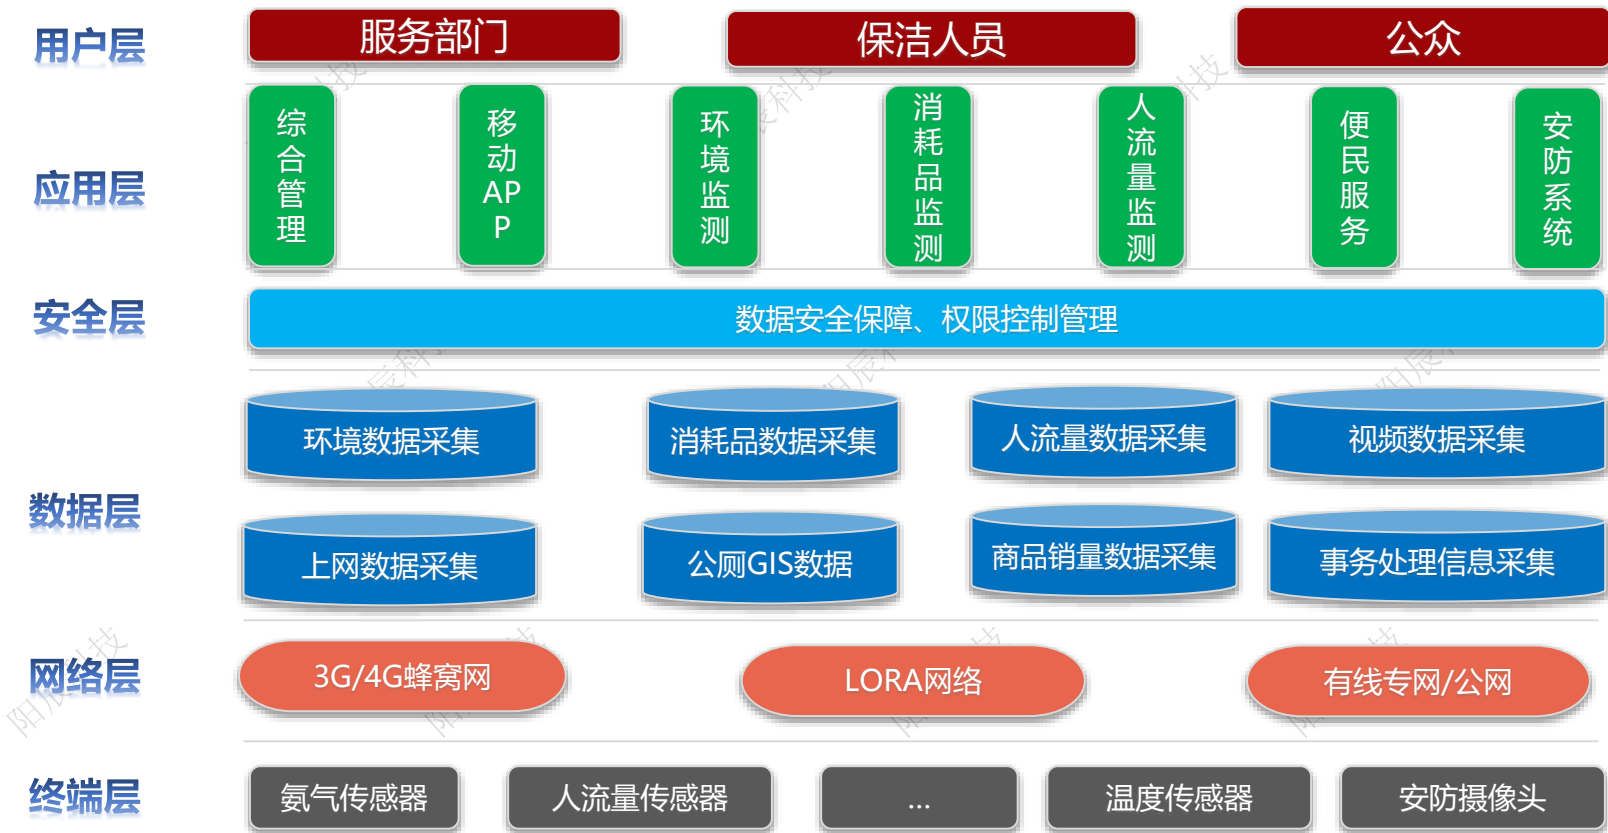 用户层
服务部门
保洁人员
公众
应用层
综合管理
移动APP
环境监测
消耗品监测
人流量监测
便民服务
安防系统
安全层
数据安全保障、权限控制管理
数据层
环境数据采集
消耗品数据采集
人流量数据采集
视频数据采集
上网数据采集
公厕GIS数据
商品销量数据采集
事务处理信息采集
网络层
3G/4G蜂窝网
LORA网络
有线专网/公网
终端层
氨气传感器
人流量传感器
...
温度传感器
安防摄像头